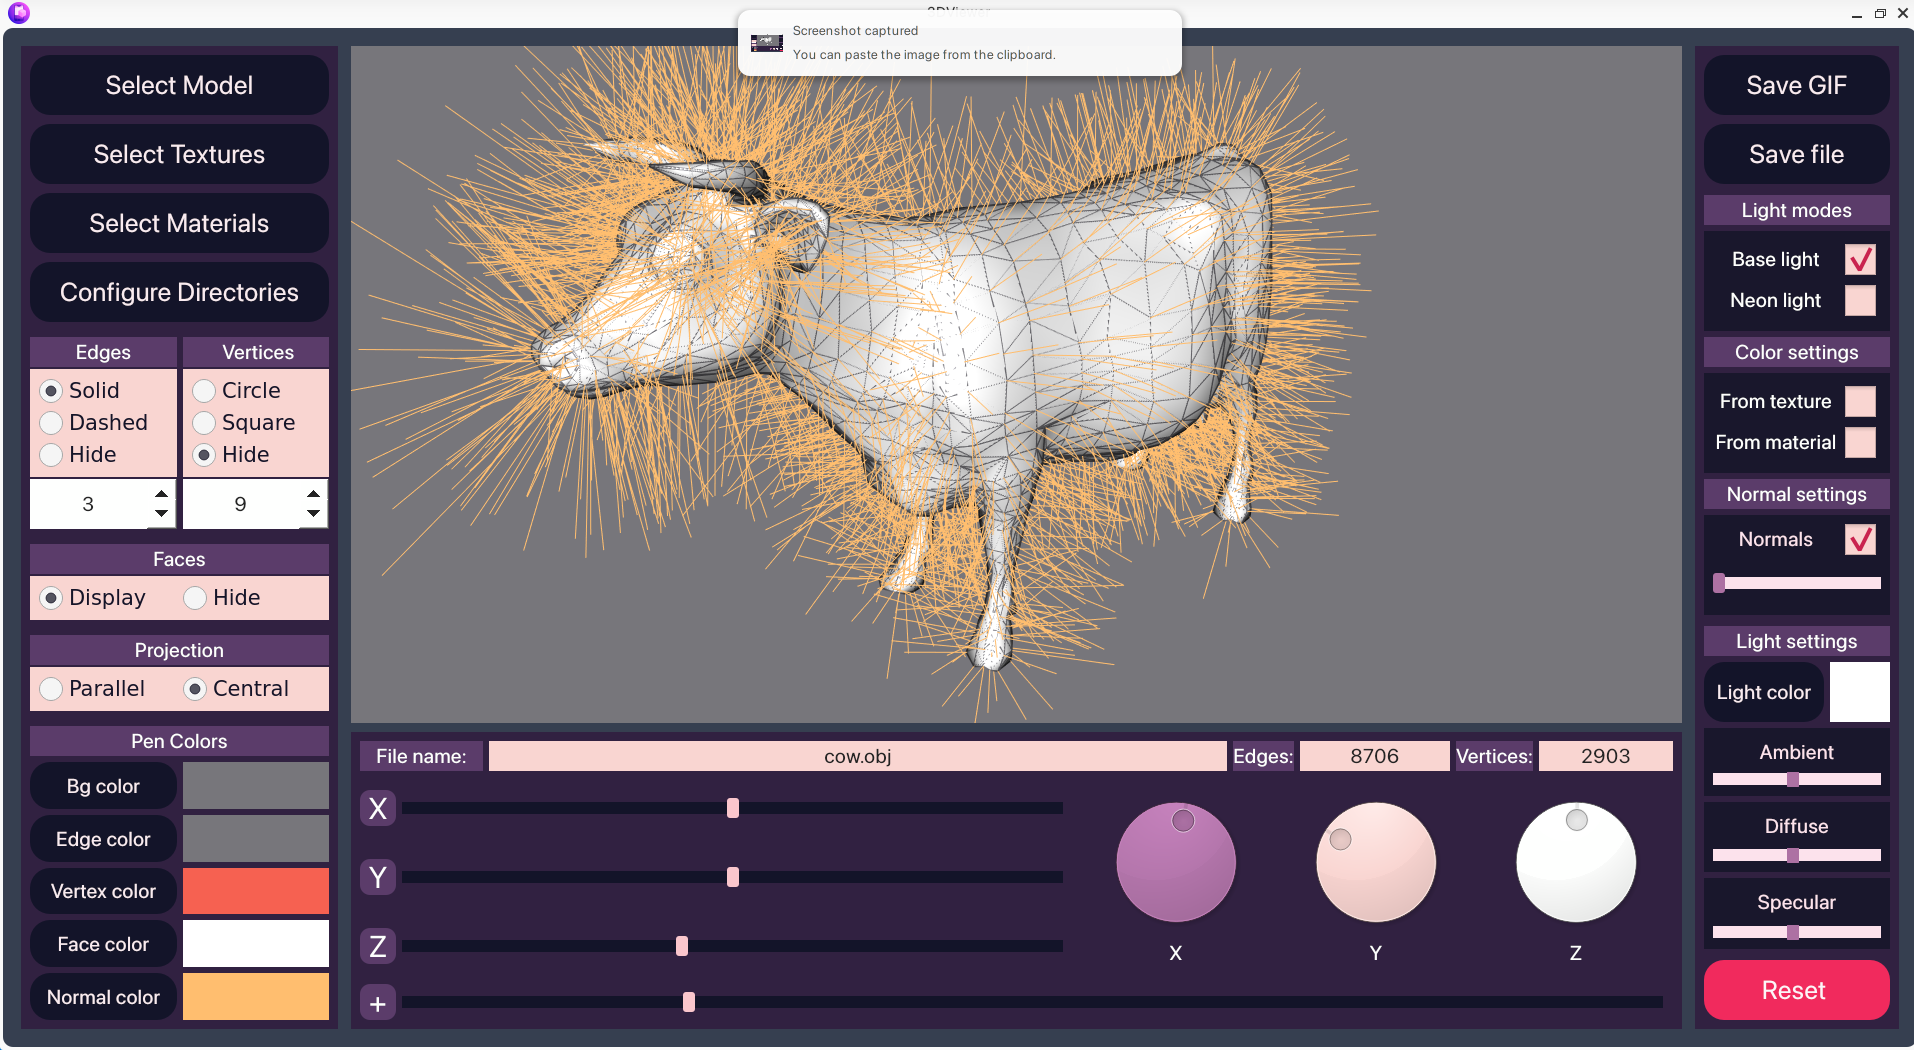 3DViewer
Screenshot captured
You can paste the image from the clipboard.
Select Model
Select Textures
Select Materials
Configure Directories
Edges
Vertices
Solid
Circle
Dashed
Square
Hide
Hide
3
9
Faces
Display
Hide
Projection
Parallel
Central
Pen Colors
Bg color
Edge color
Vertex color
Face color
Normal color
File name:
cow.obj
Edges:
8706
Vertices:
2903
X
Y
Z
+
X
Y
Z
Save GIF
Save file
Light modes
Base light
Neon light
Color settings
From texture
From material
Normal settings
Normals
Light settings
Light color
Ambient
Diffuse
Specular
Reset